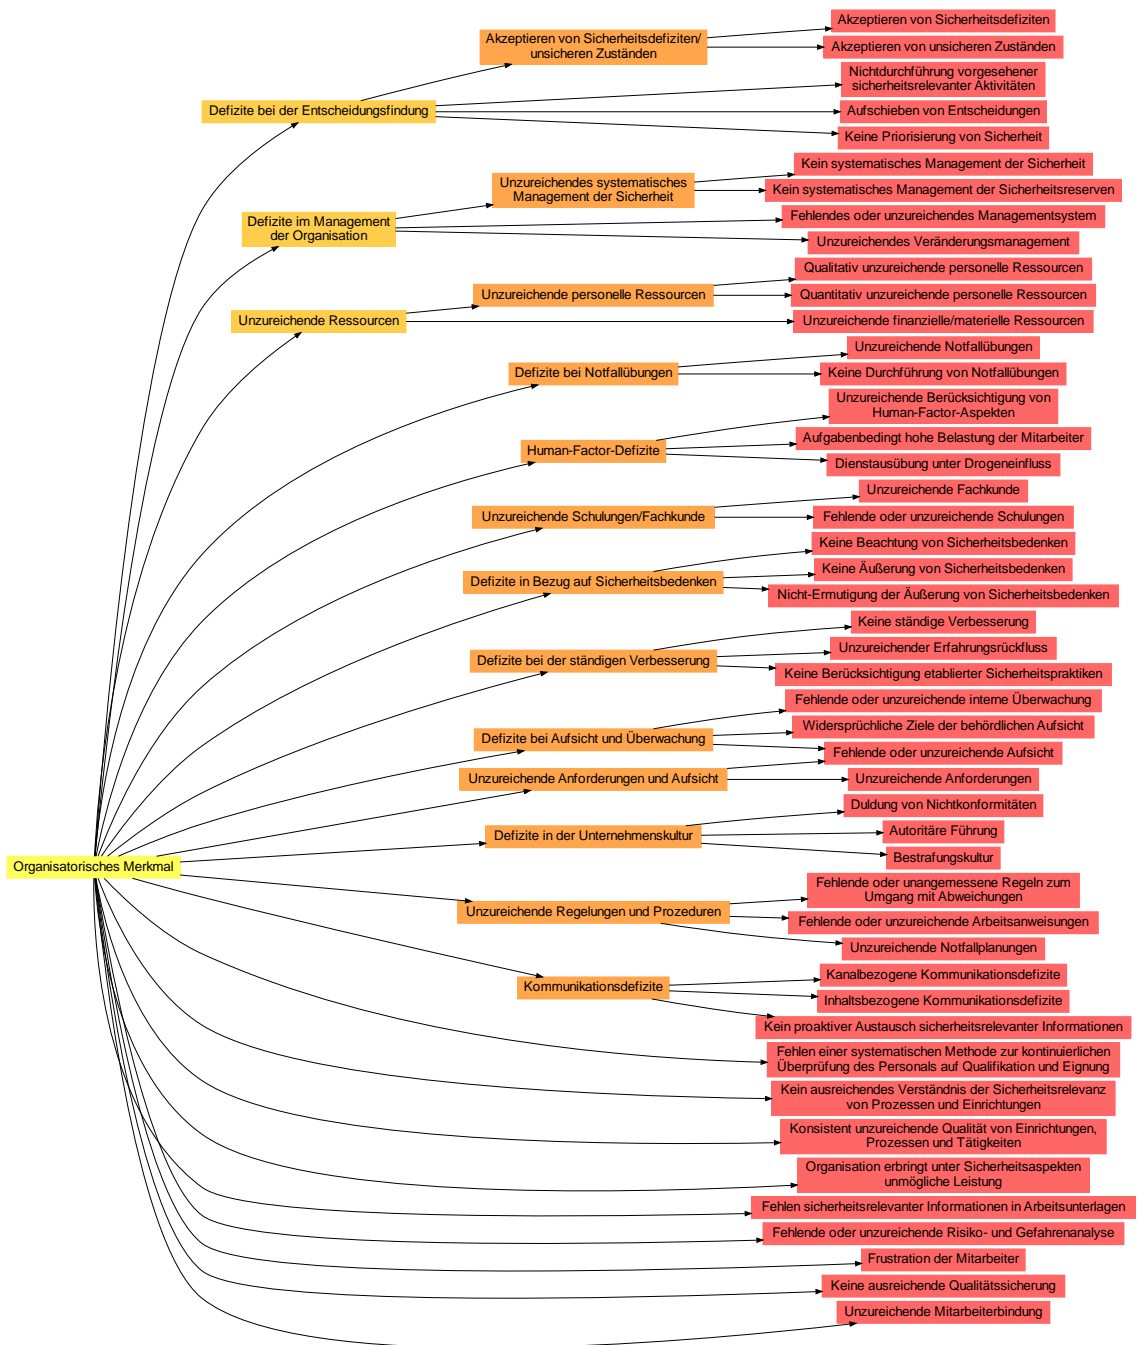 Akzeptieren von Sicherheitsdefiziten
Akzeptieren von Sicherheitsdefiziten/
unsicheren Zuständen
Akzeptieren von unsicheren Zuständen
Nichtdurchführung vorgesehener
sicherheitsrelevanter Aktivitäten
Defizite bei der Entscheidungsfindung
Aufschieben von Entscheidungen
Keine Priorisierung von Sicherheit
Kein systematisches Management der Sicherheit
Unzureichendes systematisches
Management der Sicherheit
Kein systematisches Management der Sicherheitsreserven
Defizite im Management
der Organisation
Fehlendes oder unzureichendes Managementsystem
Unzureichendes Veränderungsmanagement
Qualitativ unzureichende personelle Ressourcen
Unzureichende personelle Ressourcen
Quantitativ unzureichende personelle Ressourcen
Unzureichende Ressourcen
Unzureichende finanzielle/materielle Ressourcen
Unzureichende Notfallübungen
Defizite bei Notfallübungen
Keine Durchführung von Notfallübungen
Unzureichende Berücksichtigung von
Human-Factor-Aspekten
Human-Factor-Defizite
Aufgabenbedingt hohe Belastung der Mitarbeiter
Dienstausübung unter Drogeneinfluss
Unzureichende Fachkunde
Unzureichende Schulungen/Fachkunde
Fehlende oder unzureichende Schulungen
Keine Beachtung von Sicherheitsbedenken
Defizite in Bezug auf Sicherheitsbedenken
Keine Äußerung von Sicherheitsbedenken
Nicht-Ermutigung der Äußerung von Sicherheitsbedenken
Keine ständige Verbesserung
Defizite bei der ständigen Verbesserung
Unzureichender Erfahrungsrückfluss
Keine Berücksichtigung etablierter Sicherheitspraktiken
Fehlende oder unzureichende interne Überwachung
Defizite bei Aufsicht und Überwachung
Widersprüchliche Ziele der behördlichen Aufsicht
Fehlende oder unzureichende Aufsicht
Unzureichende Anforderungen und Aufsicht
Unzureichende Anforderungen
Duldung von Nichtkonformitäten
Defizite in der Unternehmenskultur
Autoritäre Führung
Bestrafungskultur
Organisatorisches Merkmal
Fehlende oder unangemessene Regeln zum
Umgang mit Abweichungen
Unzureichende Regelungen und Prozeduren
Fehlende oder unzureichende Arbeitsanweisungen
Unzureichende Notfallplanungen
Kanalbezogene Kommunikationsdefizite
Kommunikationsdefizite
Inhaltsbezogene Kommunikationsdefizite
Kein proaktiver Austausch sicherheitsrelevanter Informationen
Fehlen einer systematischen Methode zur kontinuierlichen
Überprüfung des Personals auf Qualifikation und Eignung
Kein ausreichendes Verständnis der Sicherheitsrelevanz
von Prozessen und Einrichtungen
Konsistent unzureichende Qualität von Einrichtungen,
Prozessen und Tätigkeiten
Organisation erbringt unter Sicherheitsaspekten
unmögliche Leistung
Fehlen sicherheitsrelevanter Informationen in Arbeitsunterlagen
Fehlende oder unzureichende Risiko- und Gefahrenanalyse
Frustration der Mitarbeiter
Keine ausreichende Qualitätssicherung
Unzureichende Mitarbeiterbindung